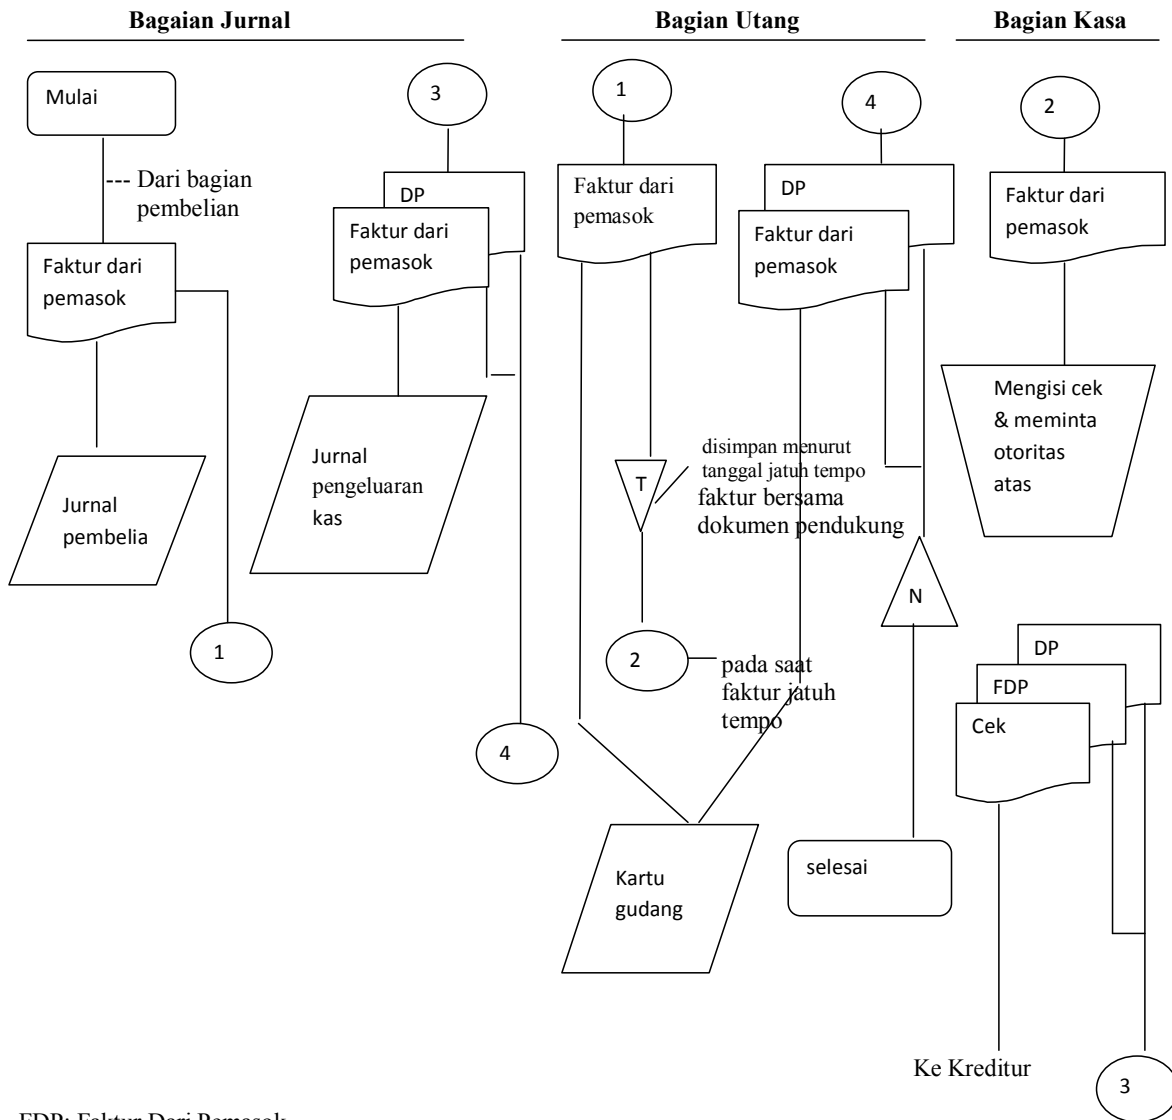 Bagaian Jurnal
Bagian Utang
Bagian Kasa
Mulai
--- Dari bagian
pembelian
Faktur dari
pemasok
Jurnal
pembelia
1
3
DP
Faktur dari
pemasok
Jurnal
pengeluaran
kas
4
1
Faktur dari
pemasok
T
disimpan menurut
tanggal jatuh tempo
faktur bersama
dokumen pendukung
2
pada saat
faktur jatuh
tempo
Kartu
gudang
4
DP
Faktur dari
pemasok
N
selesai
2
Faktur dari
pemasok
Mengisi cek
& meminta
otoritas
atas
DP
FDP
Cek
Ke Kreditur
3
FDP: Faktur Dari Pemasok